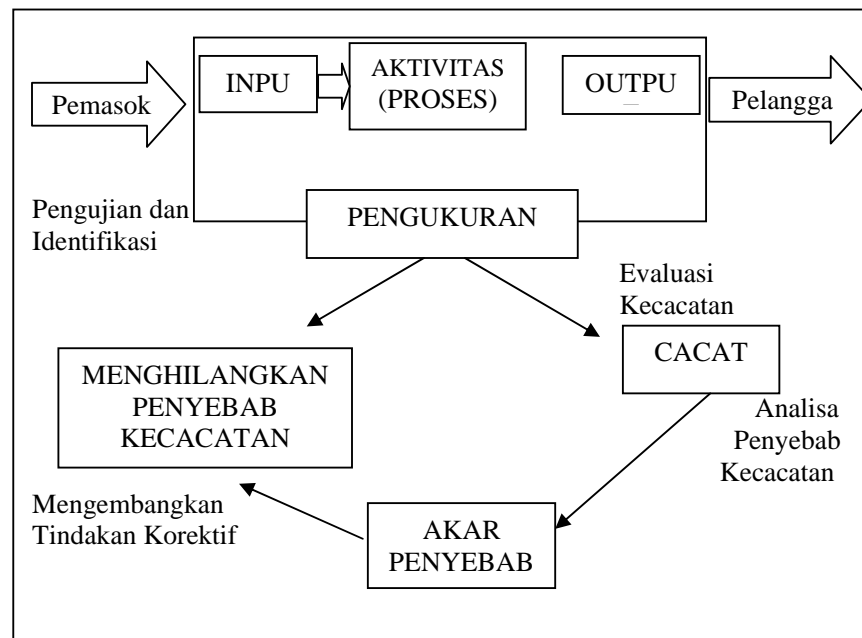 Pemasok
INPU
AKTIVITAS
(PROSES)
OUTPU
Pelangga
Pengujian dan
Identifikasi
PENGUKURAN
Evaluasi
Kecacatan
CACAT
MENGHILANGKAN
PENYEBAB
KECACATAN
Analisa
Penyebab
Kecacatan
Mengembangkan
Tindakan Korektif
AKAR
PENYEBAB